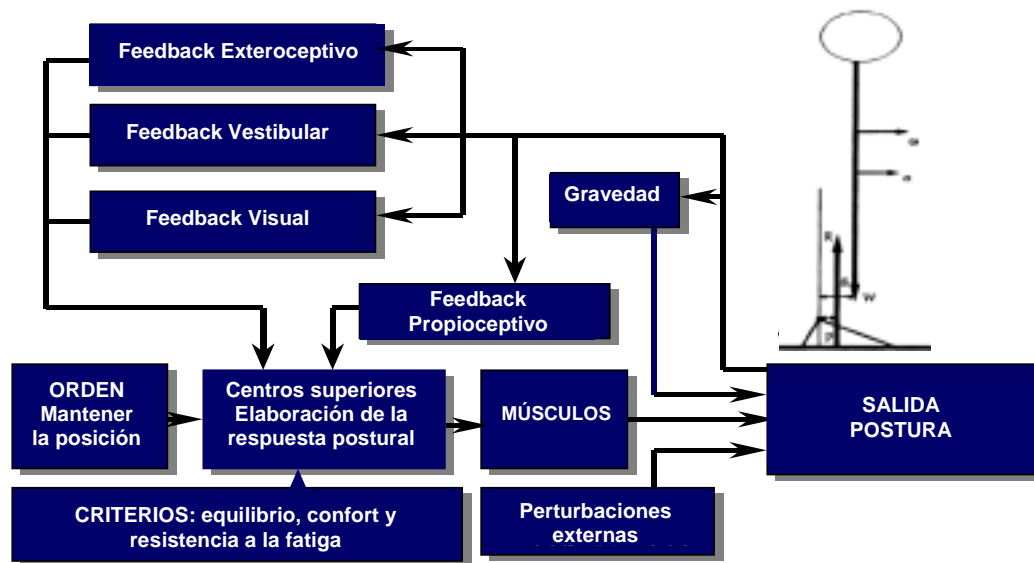 Feedback Exteroceptivo
Feedback Vestibular
Feedback Visual
Gravedad
Feedback
Propioceptivo
ORDEN
Mantener
la posición
Centros superiores
Elaboración de la
respuesta postural
MÚSCULOS
SALIDA
POSTURA
CRITERIOS: equilibrio, confort y
resistencia a la fatiga
Perturbaciones
externas
R
W